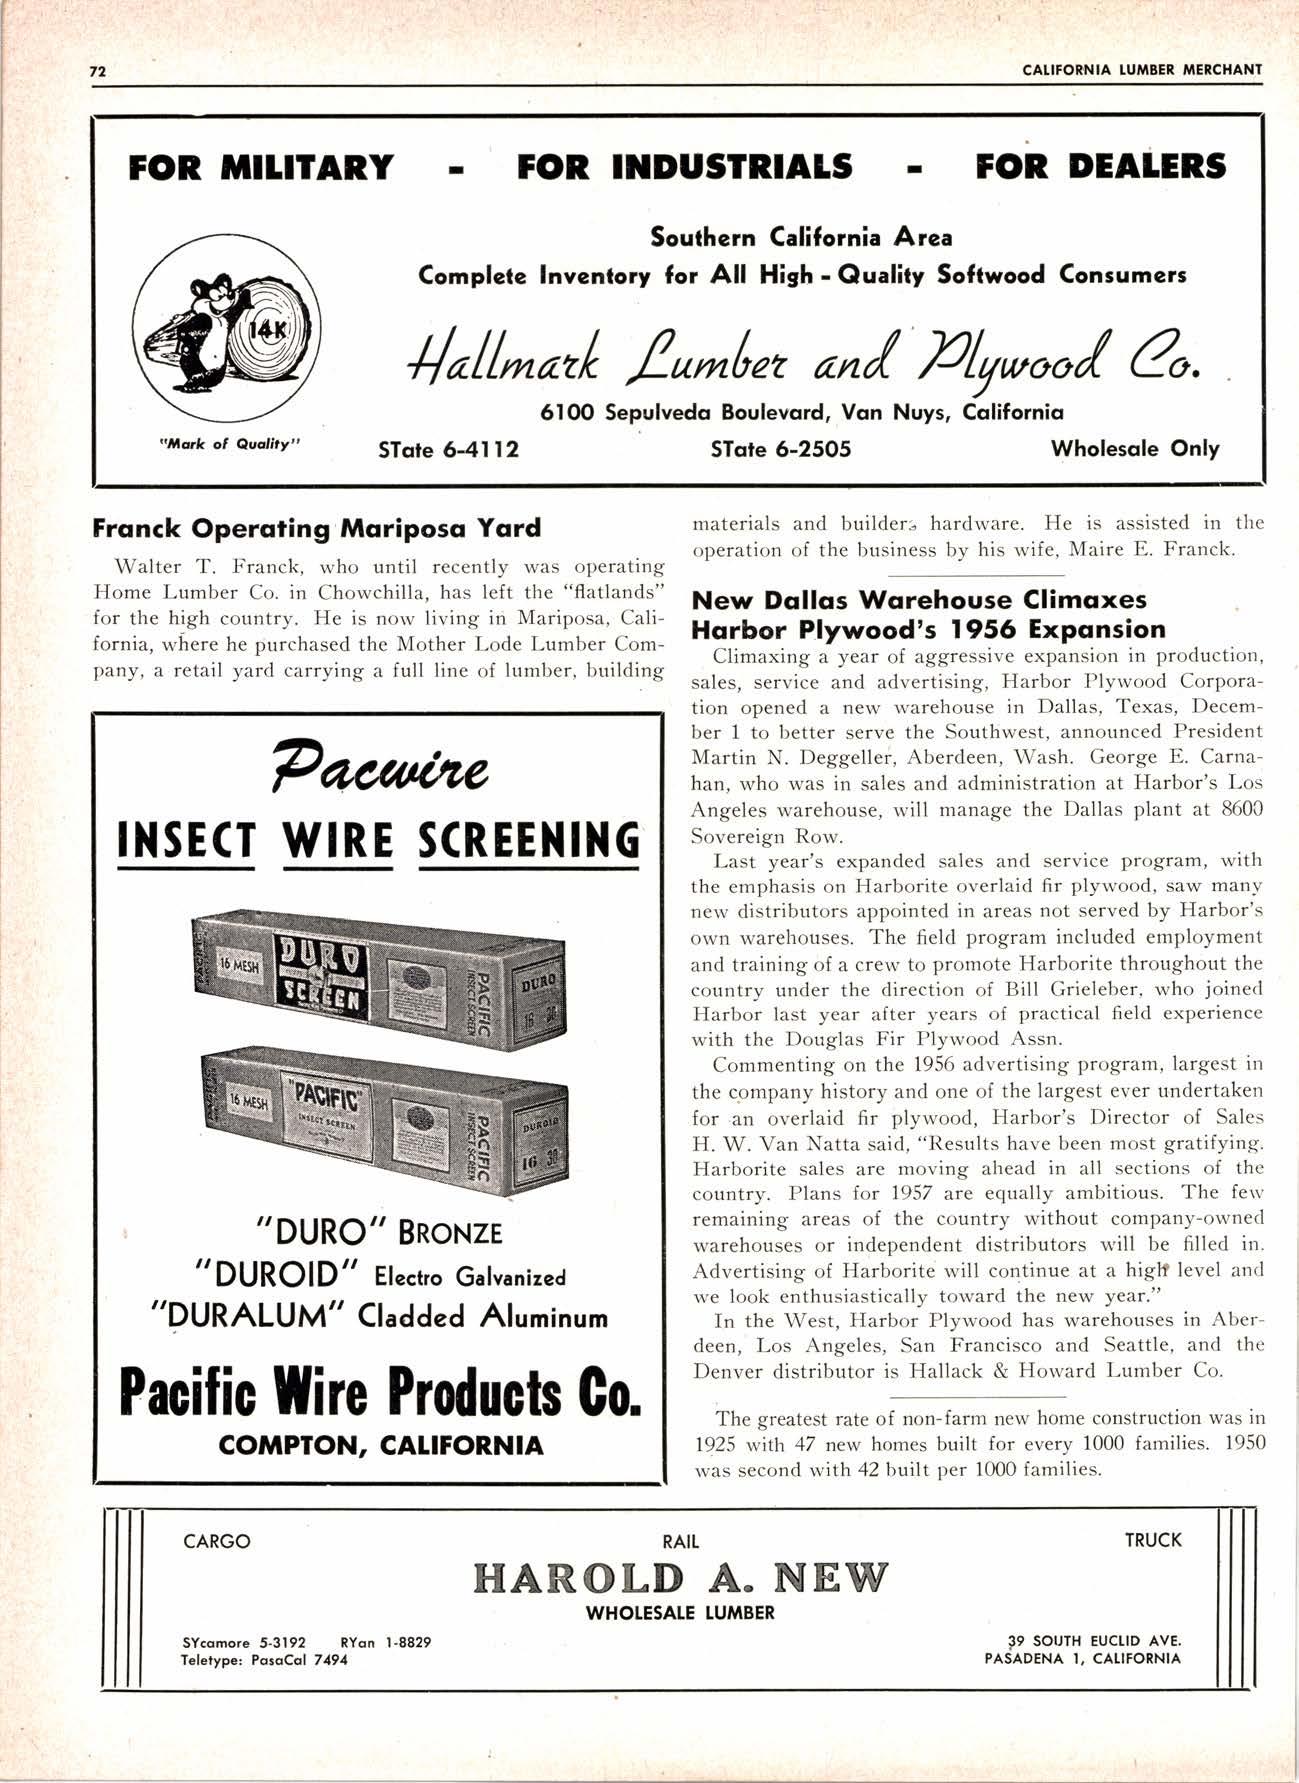 72
CALIFORNIA LUMBER MERCHANT
FOR MILITARY - FOR INDUSTRIALS - FOR DEALERS
14K
"Mark of Quality"
Southern California Area
Complete Inventory for All High - Quality Softwood Consumers
Hallmark Lumber and Plywood Co.
6100 Sepulveda Boulevard, Van Nuys, California
STate 6-4112 STate 6-2505 Wholesale Only
Franck Operating Mariposa Yard
Walter T. Franck, who until recently was operating
Home Lumber Co. in Chowchilla, has left the "flatlands"
for the high country. He is now living in Mariposa, Cali-
fornia, where he purchased the Mother Lode Lumber Com-
pany, a retail yard carrying a full line of lumber, building
materials and builders hardware. He is assisted in the
operation of the business by his wife, Maire E. Franck.
Pacwire
INSECT WIRE SCREENING
PACIFIC
16 MESH
DURO
SCREEN
PACIFIC
INSECT SCREEN
DURO
16 30
PACIFIC
16 MESH
"PACIFIC"
INSECT SCREEN
PACIFIC
INSECT SCREEN
DUROID
16 30
"DURO" BRONZE
"DUROID" Electro Galvanized
"DURALUM" Cladded Aluminum
Pacific Wire Products Co.
COMPTON, CALIFORNIA
New Dallas Warehouse Climaxes
Harbor Plywood's 1956 Expansion
Climaxing a year of aggressive expansion in production,
sales, service and advertising, Harbor Plywood Corpora-
tion opened a new warehouse in Dallas, Texas, Decem-
ber 1 to better serve the Southwest, announced President
Martin N. Deggeller, Aberdeen, Wash. George E. Carna-
han, who was in sales and administration at Harbor's Los
Angeles warehouse, will manage the Dallas plant at 8600
Sovereign Row.
Last year's expanded sales and service program, with
the emphasis on Harborite overlaid fir plywood, saw many
new distributors appointed in areas not served by Harbor's
own warehouses. The field program included employment
and training of a crew to promote Harborite throughout the
country under the direction of Bill Grieleber, who joined
Harbor last year after years of practical field experience
with the Douglas Fir Plywood Assn.
Commenting on the 1956 advertising program, largest in
the company history and one of the largest ever undertaken
for an overlaid fir plywood, Harbor's Director of Sales
H. W. Van Natta said, "Results have been most gratifying.
Harborite sales are moving ahead in all sections of the
country. Plans for 1957 are equally ambitious. The few
remaining areas of the country without company-owned
warehouses or independent distributors will be filled in.
Advertising of Harborite will continue at a high level and
we look enthusiastically toward the new year."
In the West, Harbor Plywood has warehouses in Aber-
deen, Los Angeles, San Francisco and Seattle, and the
Denver distributor is Hallack & Howard Lumber Co.
The greatest rate of non-farm new home construction was in
1925 with 47 new homes built for every 1000 families. 1950
was second with 42 built per 1000 families.
CARGO RAIL TRUCK
HAROLD A. NEW
WHOLESALE LUMBER
SYcamore 5-3192 RYan 1-8829
Teletype: PasaCal 7494
39 SOUTH EUCLID AVE.
PASADENA 1, CALIFORNIA